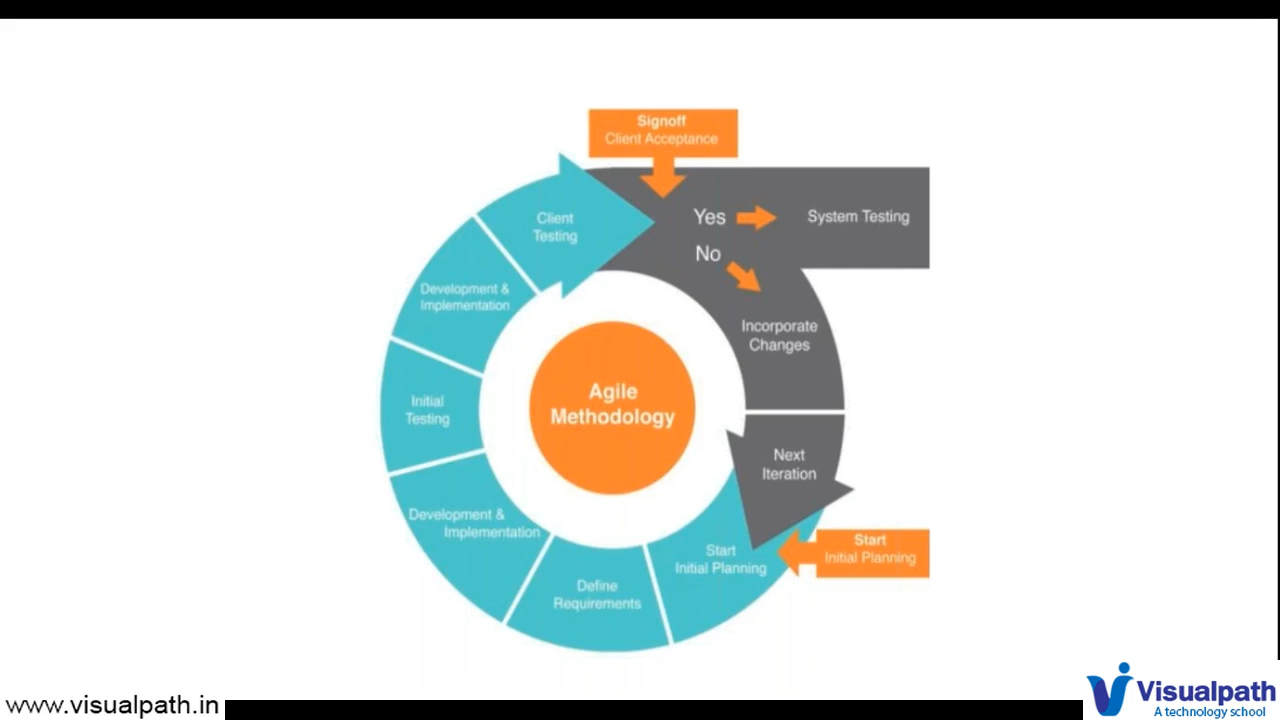 Signoff
Client Acceptance
Client
Testing
Yes
System Testing
No
Development &
Implementation
Incorporate
Changes
Agile
Methodology
Initial
Testing
Next
Iteration
Development &
Implementation
Start
Initial Planning
Start
Initial Planning
Define
Requirements
www.visualpath.in
Visualpath
A technology school